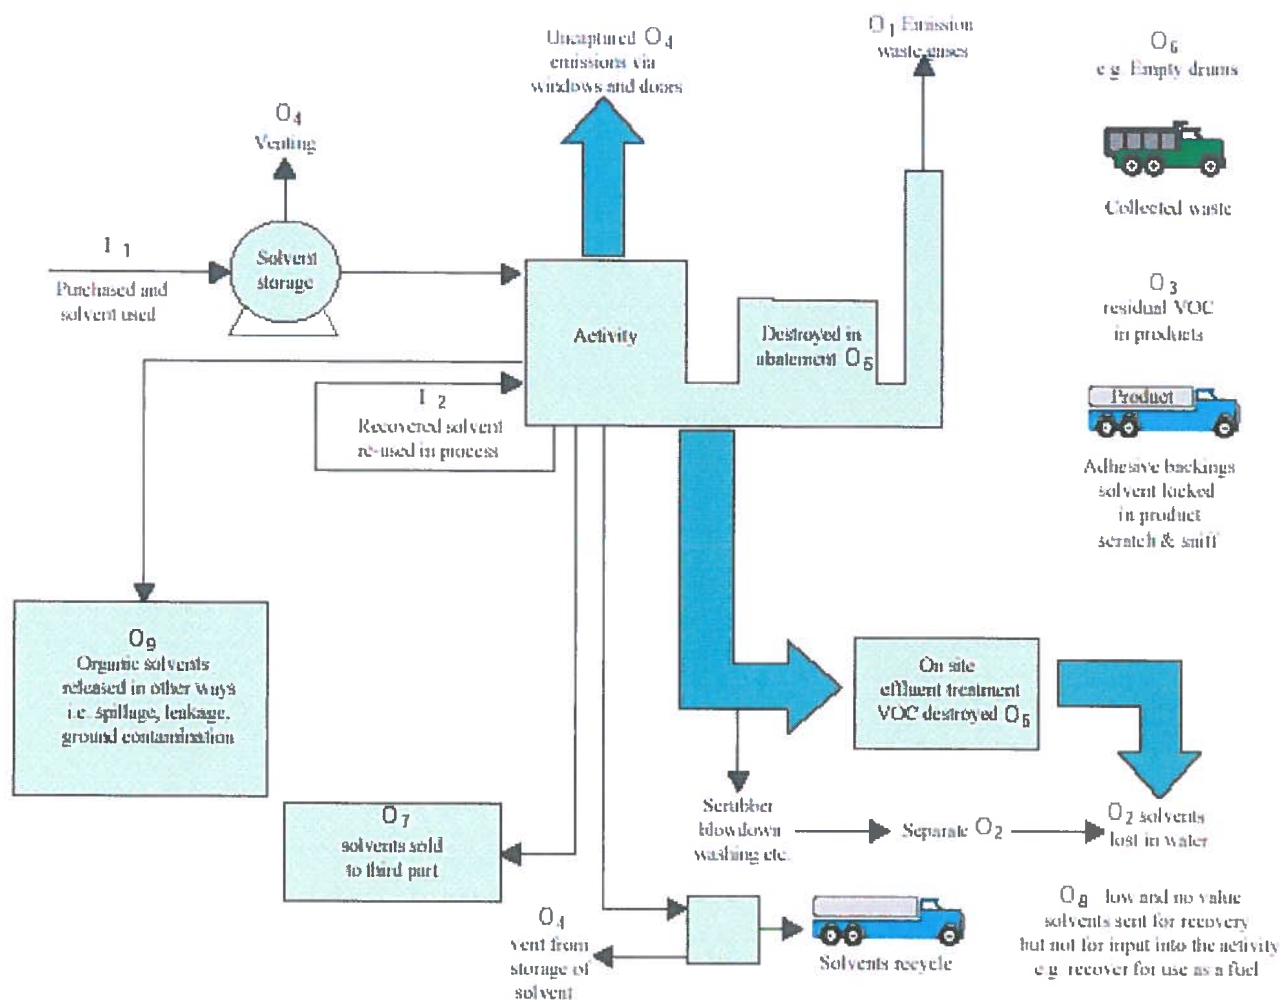 Uncaptured O4
emissions via
windows and doors
O1 Emission
waste gases
O6
e.g. Empty drums
O4
Venting
Collected waste
I 1
Purchased and
solvent used
Solvent
storage
Activity
Destroyed in
abatement O5
O3
residual VOC
in products
I 2
Recovered solvent
re-used in process
Product
Adhesive backings
solvent locked
in product
scratch & sniff
O9
Organic solvents
released in other ways
i.e. spillage, leakage,
ground contamination
On site
effluent treatment
VOC destroyed O5
O7
solvents sold
to third part
Scrubber
blowdown
washing etc.
Separate O2
O2 solvents
lost in water
O4
vent from
storage of
solvent
Solvents recycle
O8 low and no value
solvents sent for recovery
but not for input into the activity
e.g. recover for use as a fuel